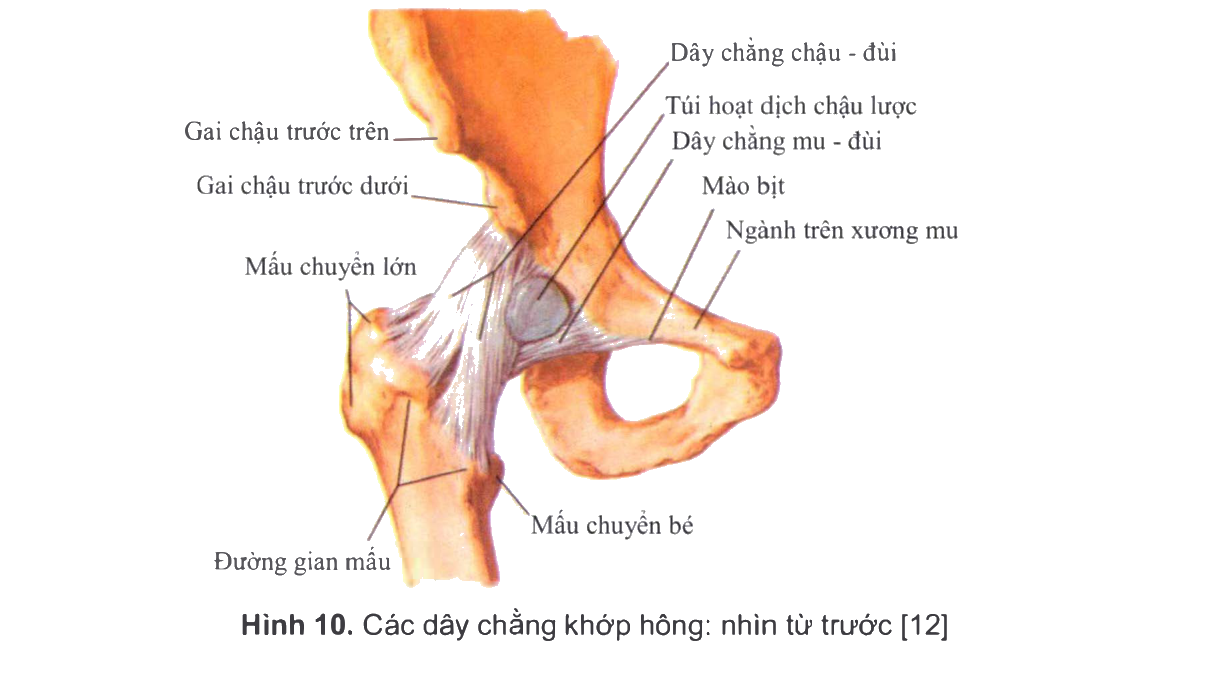 Dây chằng chậu - đùi
Túi hoạt dịch chậu lược
Gai chậu trước trên
Dây chằng mu - đùi
Gai chậu trước dưới
Mào bịt
Ngành trên xương mu
Mấu chuyển lớn
Mấu chuyển bé
Đường gian mấu
Hình 10. Các dây chằng khớp hông: nhìn từ trước [12]